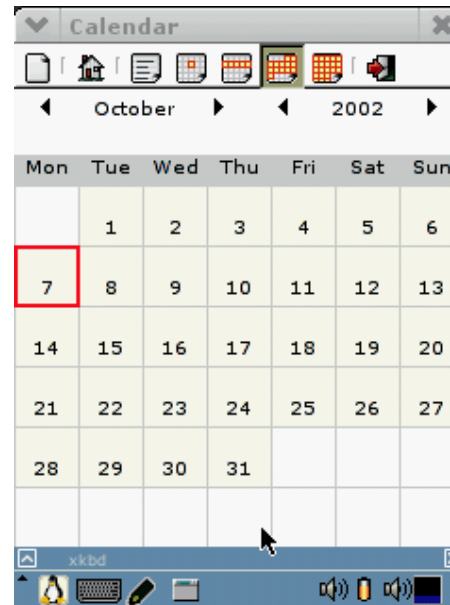 Calendar
October 2002
Mon Tue Wed Thu Fri Sat Sun
1 2 3 4 5 6
7 8 9 10 11 12 13
14 15 16 17 18 19 20
21 22 23 24 25 26 27
28 29 30 31
xkbd